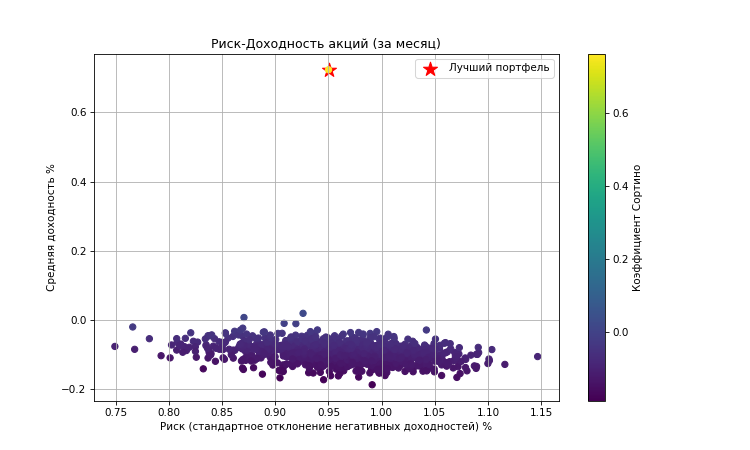 Риск-Доходность акций (за месяц)
Лучший портфель
Средняя доходность %
0.6
0.4
0.2
0.0
−0.2
0.75 0.80 0.85 0.90 0.95 1.00 1.05 1.10 1.15
Риск (стандартное отклонение негативных доходностей) %
0.6
0.4
0.2
0.0
Коэффициент Сортино